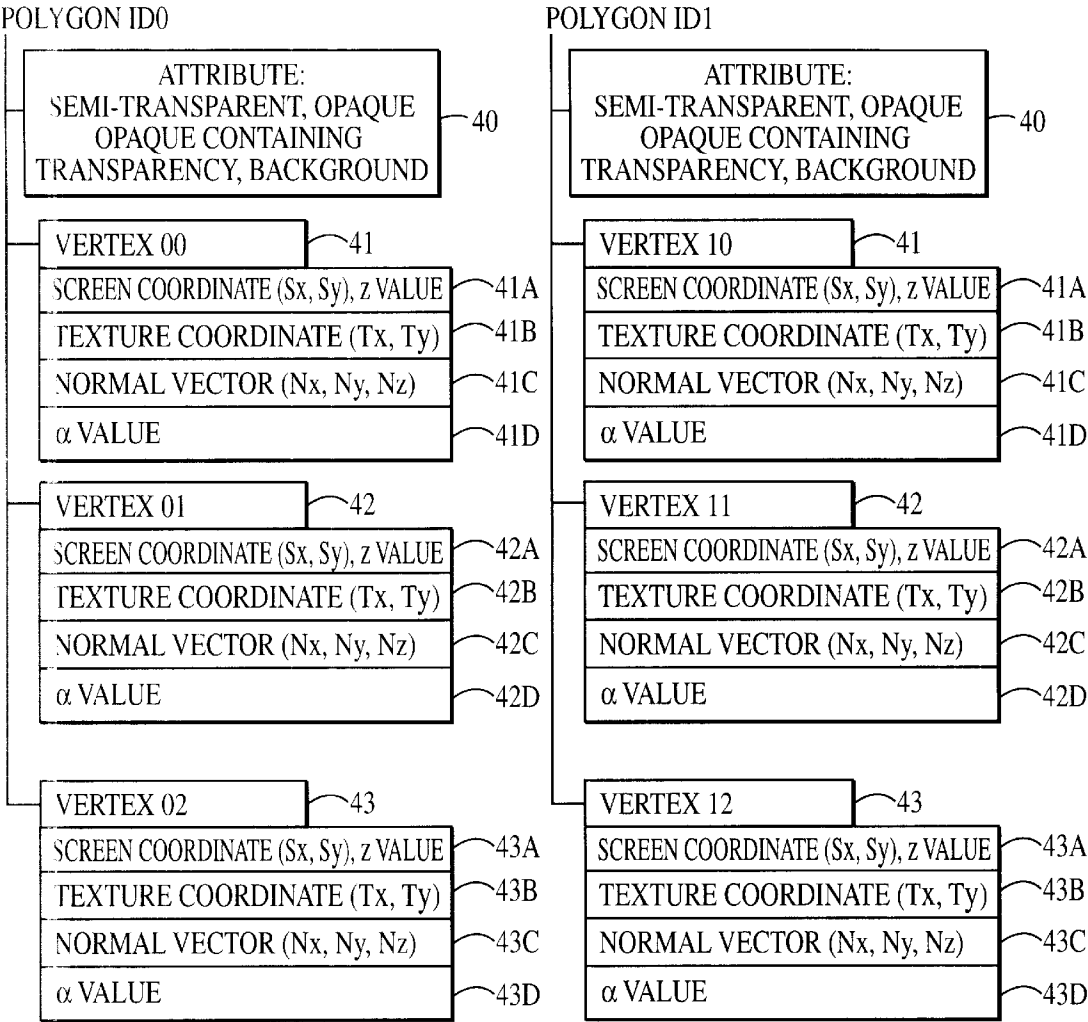 POLYGON ID0
ATTRIBUTE:
SEMI-TRANSPARENT, OPAQUE
OPAQUE CONTAINING
TRANSPARENCY, BACKGROUND
40
VERTEX 00
41
SCREEN COORDINATE (Sx, Sy), z VALUE
41A
TEXTURE COORDINATE (Tx, Ty)
41B
NORMAL VECTOR (Nx, Ny, Nz)
41C
α VALUE
41D
VERTEX 01
42
SCREEN COORDINATE (Sx, Sy), z VALUE
42A
TEXTURE COORDINATE (Tx, Ty)
42B
NORMAL VECTOR (Nx, Ny, Nz)
42C
α VALUE
42D
VERTEX 02
43
SCREEN COORDINATE (Sx, Sy), z VALUE
43A
TEXTURE COORDINATE (Tx, Ty)
43B
NORMAL VECTOR (Nx, Ny, Nz)
43C
α VALUE
43D
POLYGON ID1
ATTRIBUTE:
SEMI-TRANSPARENT, OPAQUE
OPAQUE CONTAINING
TRANSPARENCY, BACKGROUND
40
VERTEX 10
41
SCREEN COORDINATE (Sx, Sy), z VALUE
41A
TEXTURE COORDINATE (Tx, Ty)
41B
NORMAL VECTOR (Nx, Ny, Nz)
41C
α VALUE
41D
VERTEX 11
42
SCREEN COORDINATE (Sx, Sy), z VALUE
42A
TEXTURE COORDINATE (Tx, Ty)
42B
NORMAL VECTOR (Nx, Ny, Nz)
42C
α VALUE
42D
VERTEX 12
43
SCREEN COORDINATE (Sx, Sy), z VALUE
43A
TEXTURE COORDINATE (Tx, Ty)
43B
NORMAL VECTOR (Nx, Ny, Nz)
43C
α VALUE
43D